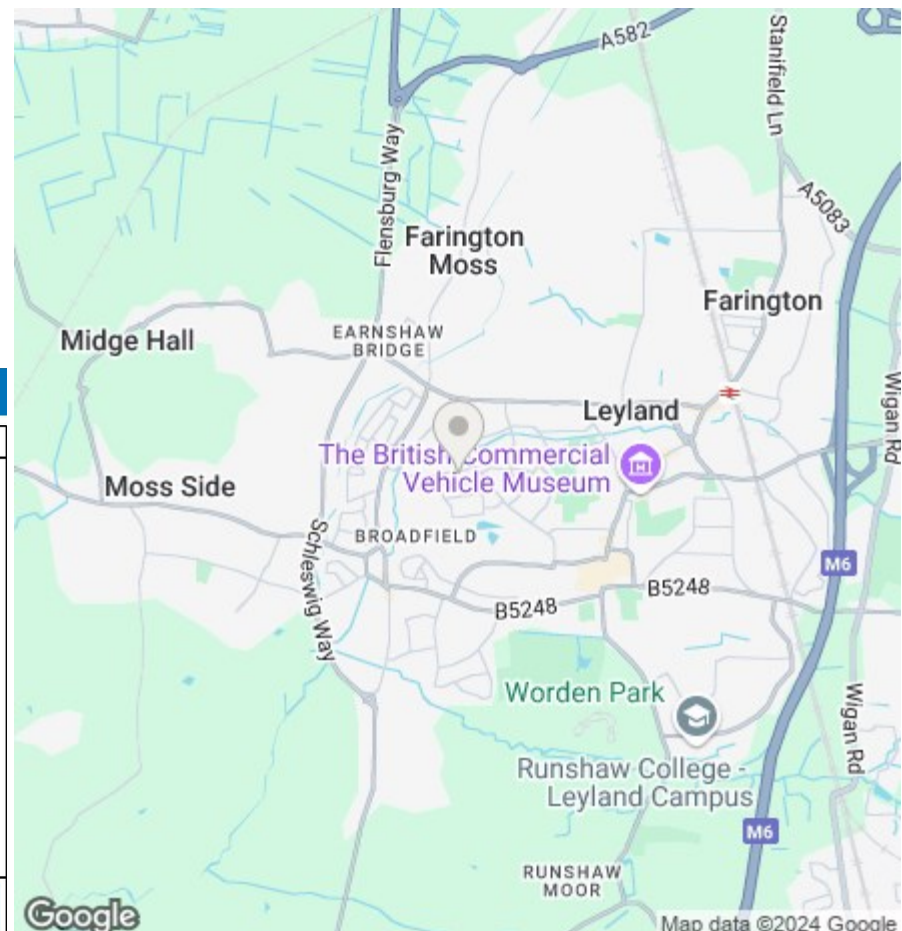 A582
Stanifield Ln
Flensburg Way
A5083
Farington
Moss
Farington
Midge Hall
EARNSHAW
BRIDGE
Wigan Rd
Leyland
The British Commercial
Vehicle Museum
Moss Side
Schleswig Way
BROADFIELD
M6
B5248
B5248
Worden Park
Wigan Rd
Runshaw College -
Leyland Campus
M6
RUNSHAW
MOOR
Google
Map data ©2024 Google